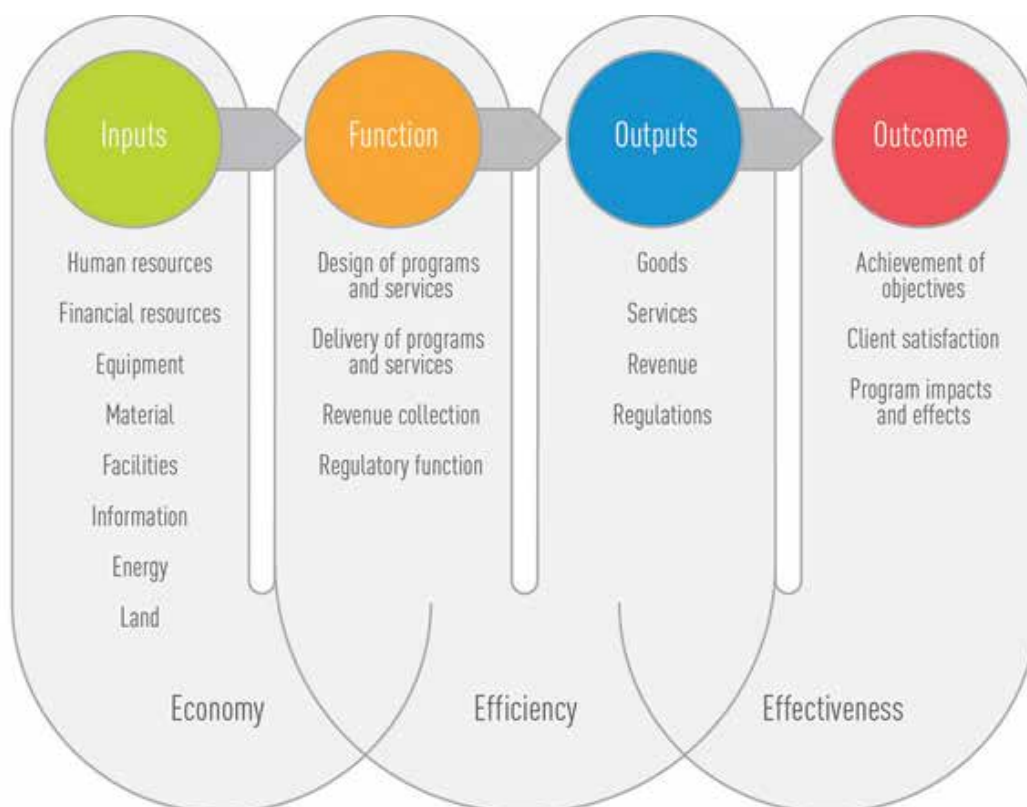 Inputs
Human resources
Financial resources
Equipment
Material
Facilities
Information
Energy
Land
Function
Design of programs
and services
Delivery of programs
and services
Revenue collection
Regulatory function
Outputs
Goods
Services
Revenue
Regulations
Outcome
Achievement of
objectives
Client satisfaction
Program impacts
and effects
Economy
Efficiency
Effectiveness